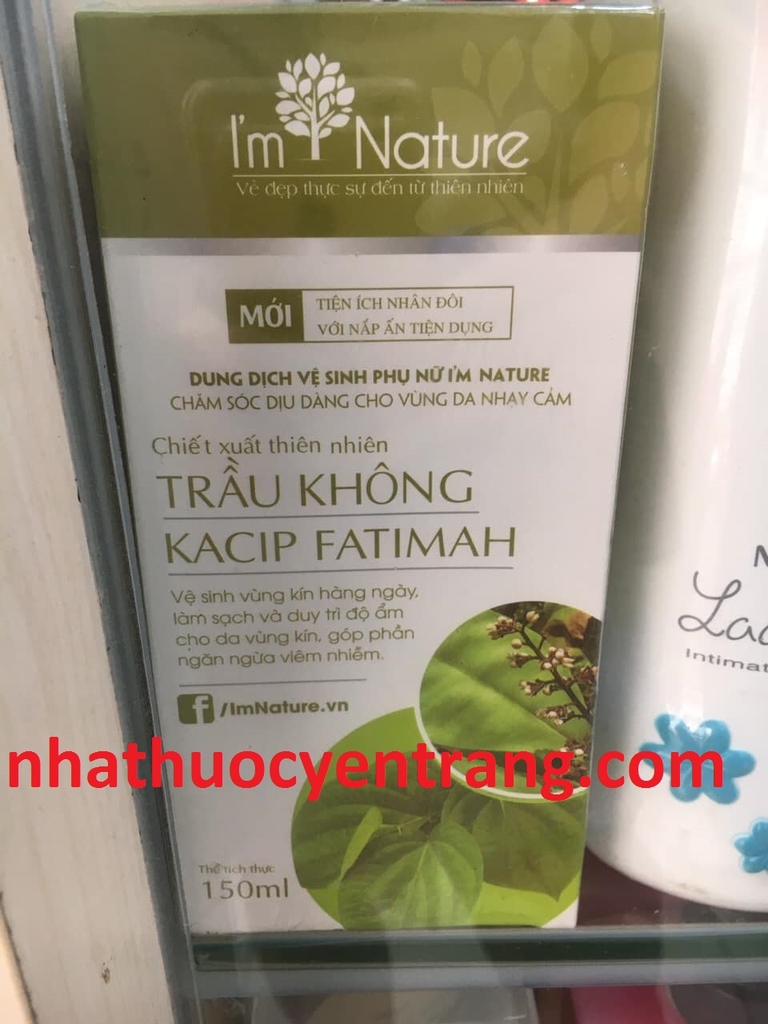 I'm Nature
Vẻ đẹp thực sự đến từ thiên nhiên
MỚI
TIỆN ÍCH NHÂN ĐÔI
VỚI NẮP ẤN TIỆN DỤNG
DUNG DỊCH VỆ SINH PHỤ NỮ I'M NATURE
CHĂM SÓC DỊU DÀNG CHO VÙNG DA NHẠY CẢM
Chiết xuất thiên nhiên
TRẦU KHÔNG
KACIP FATIMAH
Vệ sinh vùng kín hàng ngày,
làm sạch và duy trì độ ẩm
cho da vùng kín, góp phần
ngăn ngừa viêm nhiễm.
f /ImNature.vn
nhathuocyentrang.com
Thể tích thực
150ml